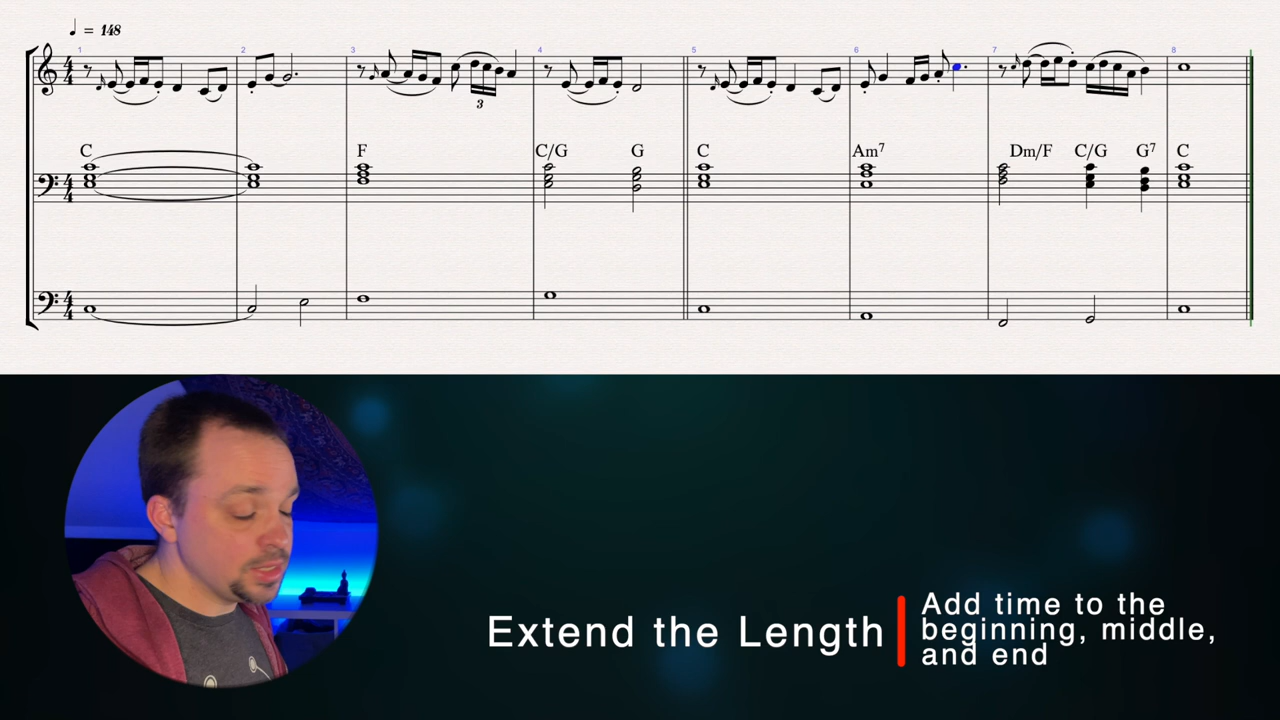 ♩ = 148
1 2 3 4 5 6 7 8
3
C F C/G G C Am7 Dm/F C/G G7 C
Extend the Length
Add time to the
beginning, middle,
and end